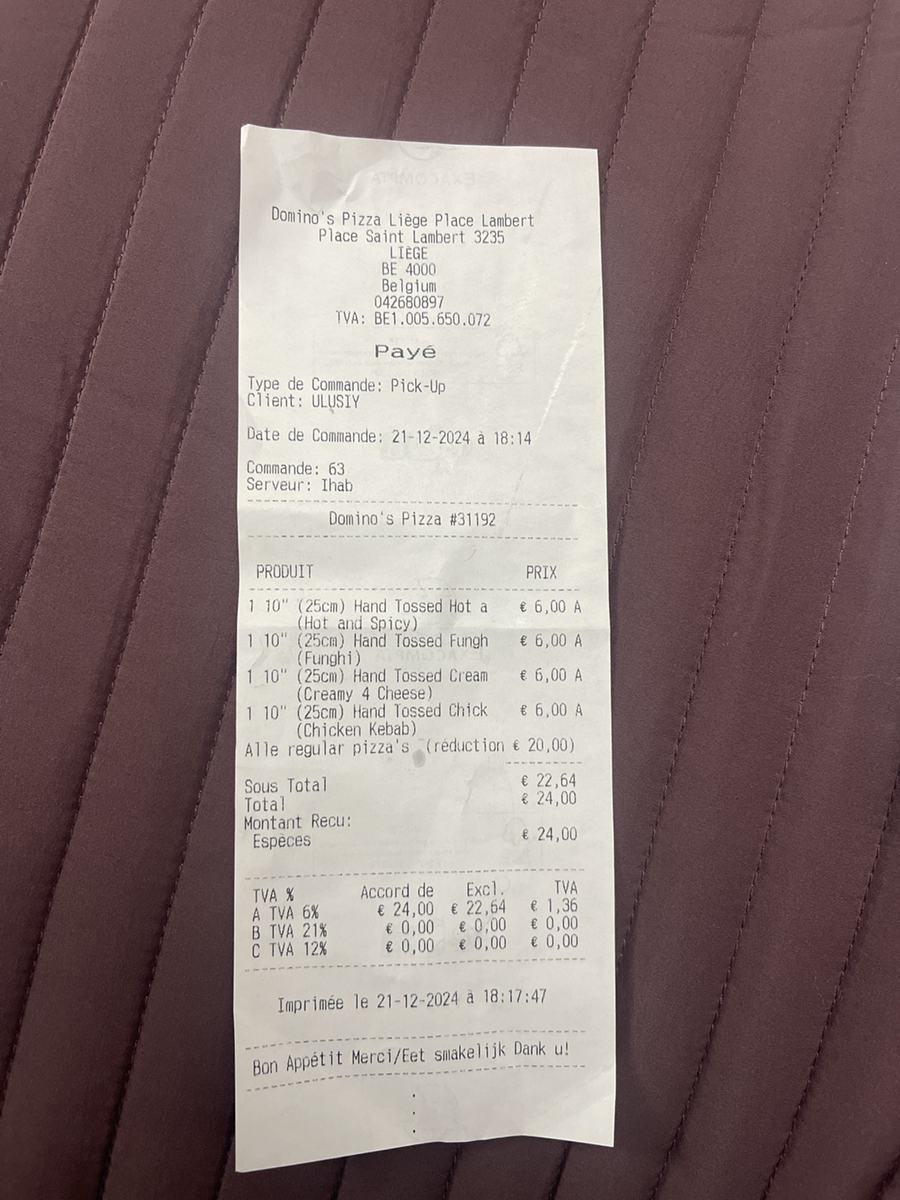 Domino's Pizza Liège Place Lambert
Place Saint Lambert 3235
LIÈGE
BE 4000
Belgium
042680897
TVA: BE1.005.650.072
Payé
Type de Commande: Pick-Up
Client: ULUSIY
Date de Commande: 21-12-2024 à 18:14
Commande: 63
Serveur: Ihab
Domino's Pizza #31192
PRODUIT PRIX
1 10" (25cm) Hand Tossed Hot a € 6,00 A
(Hot and Spicy)
1 10" (25cm) Hand Tossed Fungh € 6,00 A
(Funghi)
1 10" (25cm) Hand Tossed Cream € 6,00 A
(Creamy 4 Cheese)
1 10" (25cm) Hand Tossed Chick € 6,00 A
(Chicken Kebab)
Alle regular pizza's (réduction € 20,00)
Sous Total € 22,64
Total € 24,00
Montant Recu:
Espèces € 24,00
TVA % Accord de Excl. TVA
A TVA 6% € 24,00 € 22,64 € 1,36
B TVA 21% € 0,00 € 0,00 € 0,00
C TVA 12% € 0,00 € 0,00 € 0,00
Imprimée le 21-12-2024 à 18:17:47
Bon Appétit Merci/Eet smakelijk Dank u!